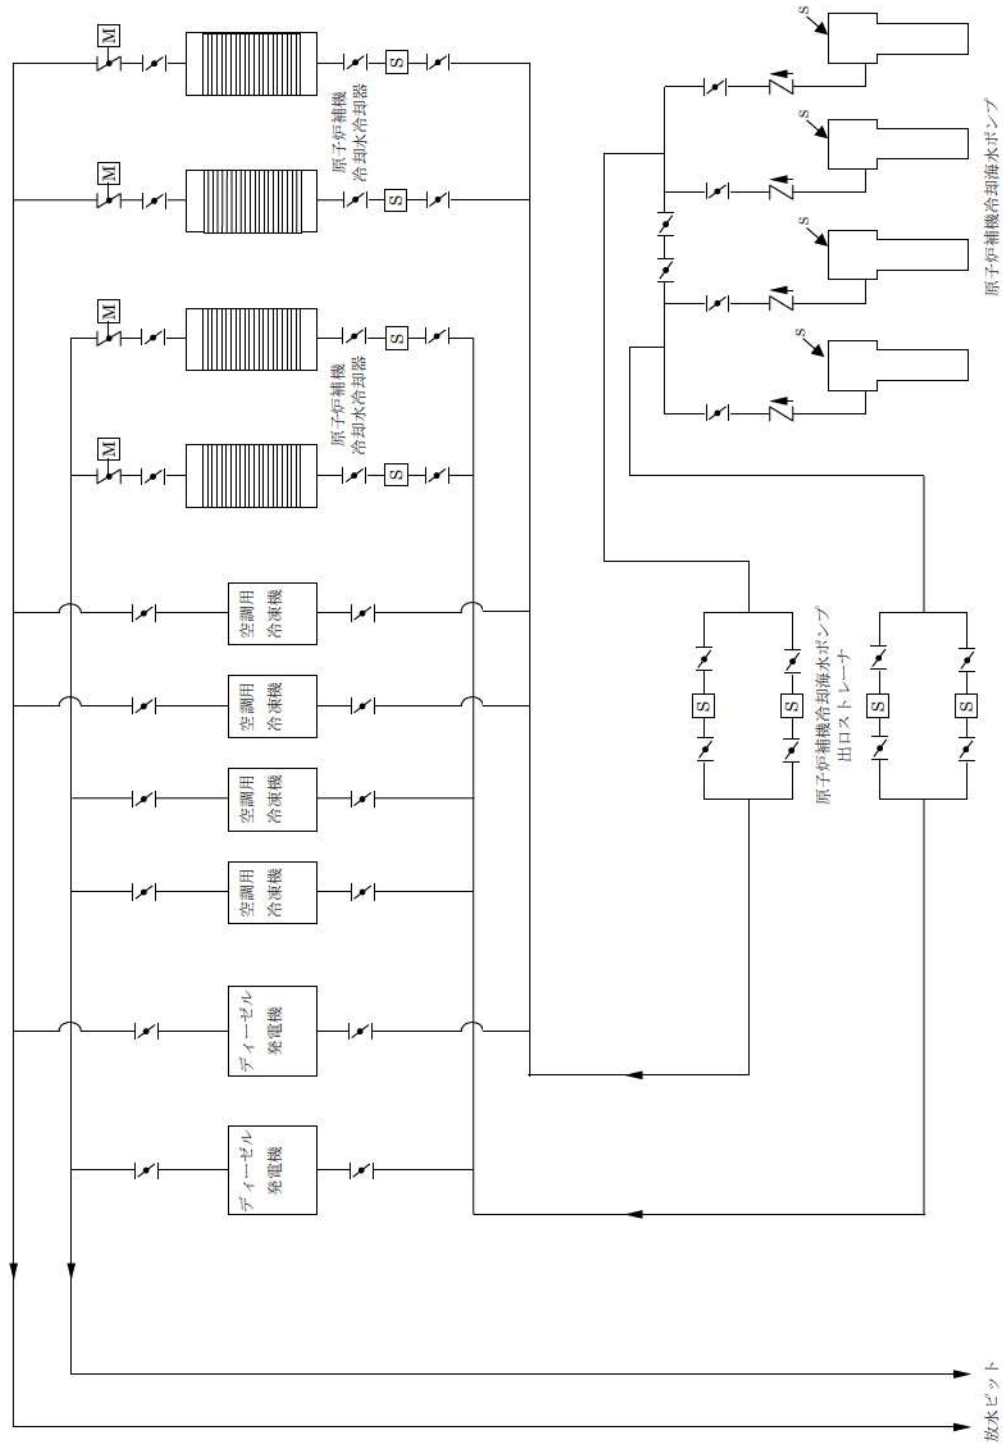 M
M
M
M
ディーゼル
発電機
ディーゼル
発電機
空調用
冷凍機
空調用
冷凍機
空調用
冷凍機
空調用
冷凍機
原子炉補機
冷却水冷却器
原子炉補機
冷却水冷却器
S
S
S
S
S
S
原子炉補機冷却海水ポンプ
出口ストレーナ
S
S
s
s
s
s
放水ピット
原子炉補機冷却海水ポンプ